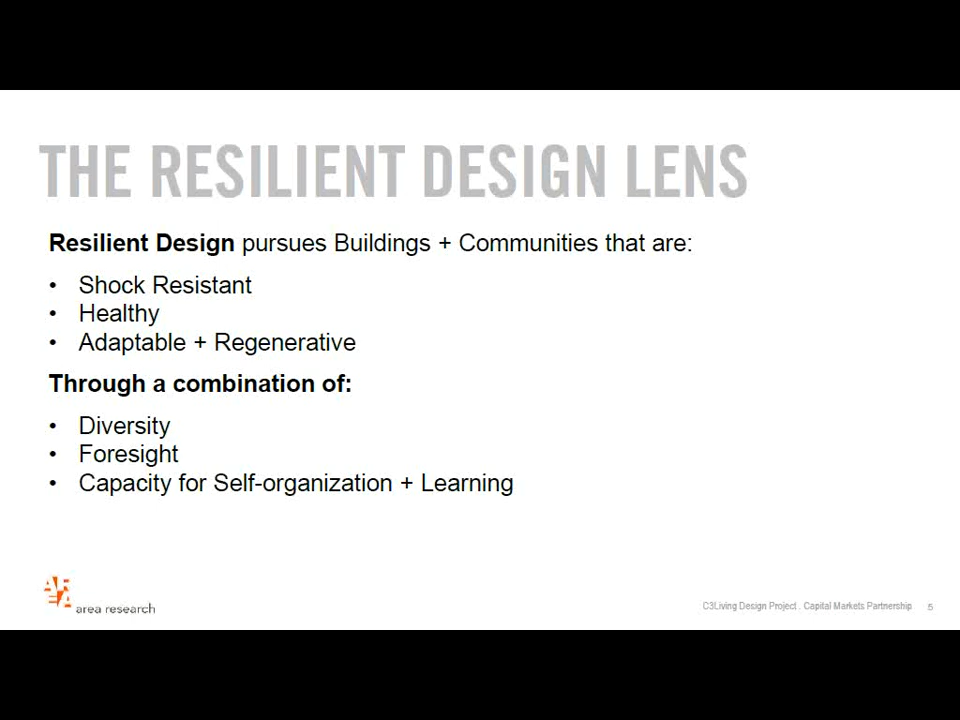 THE RESILIENT DESIGN LENS
Resilient Design pursues Buildings + Communities that are:
• Shock Resistant
• Healthy
• Adaptable + Regenerative
Through a combination of:
• Diversity
• Foresight
• Capacity for Self-organization + Learning
AREA
area research
C3Living Design Project . Capital Markets Partnership 5